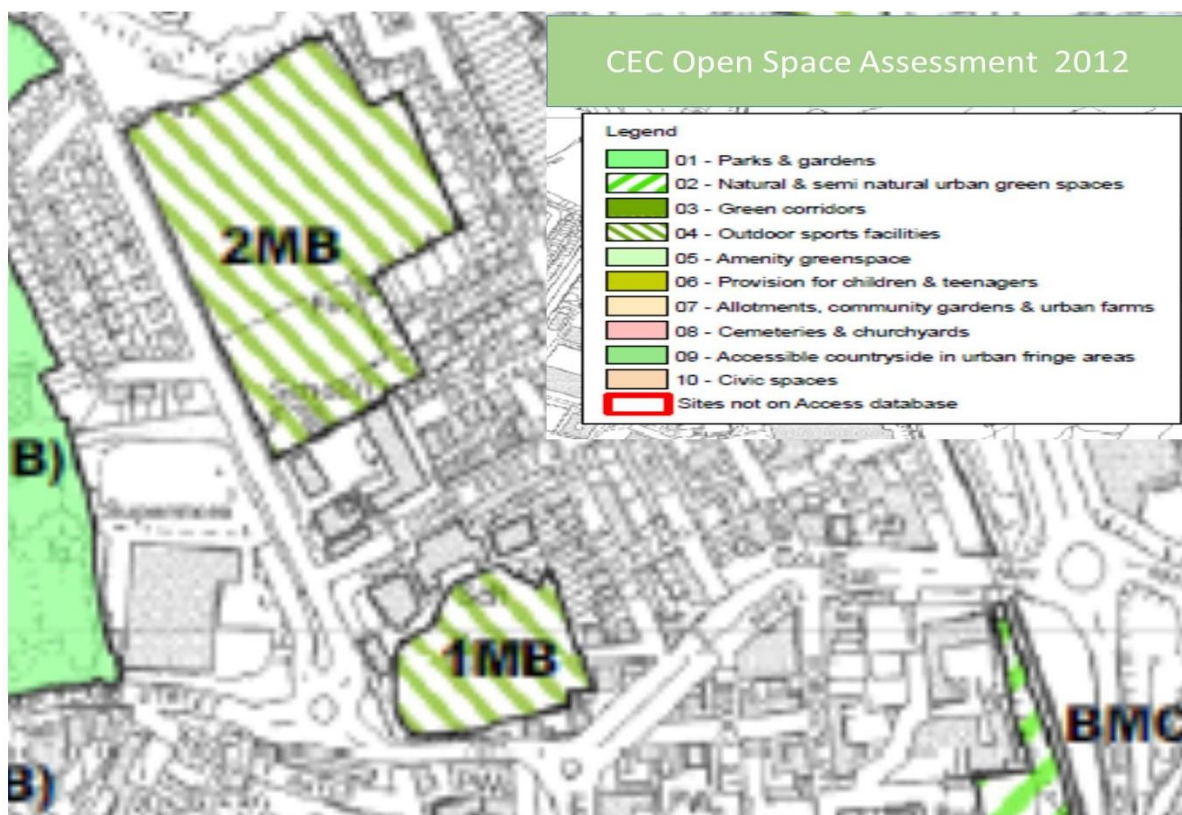 CEC Open Space Assessment 2012
Legend
01 - Parks & gardens
02 - Natural & semi natural urban green spaces
03 - Green corridors
04 - Outdoor sports facilities
05 - Amenity greenspace
06 - Provision for children & teenagers
07 - Allotments, community gardens & urban farms
08 - Cemeteries & churchyards
09 - Accessible countryside in urban fringe areas
10 - Civic spaces
Sites not on Access database
2MB
B)
Superstore
1MB
BMC
B)